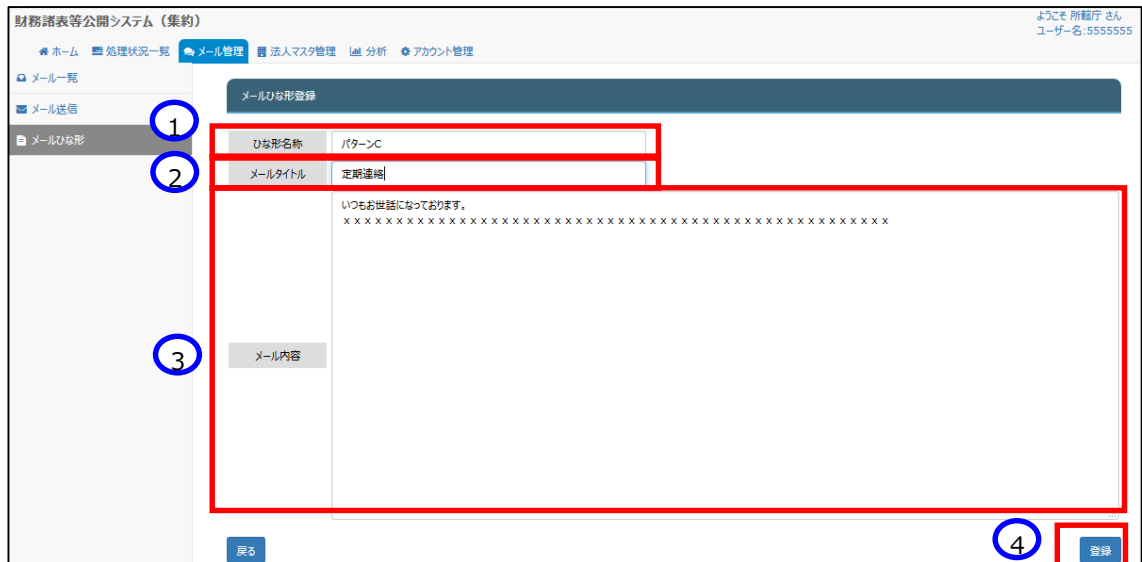 財務諸表等公開システム（集約）
ようこそ 所轄庁 さん
ユーザー名:5555555
ホーム 処理状況一覧 メール管理 法人マスタ管理 分析 アカウント管理
メール一覧
メール送信
メールひな形
メールひな形登録
1
ひな形名称 パターンC
2
メールタイトル 定期連絡
いつもお世話になっております。
ｘｘｘｘｘｘｘｘｘｘｘｘｘｘｘｘｘｘｘｘｘｘｘｘｘｘｘｘｘｘｘｘｘｘｘｘｘｘｘｘｘｘｘｘｘｘｘｘｘｘｘｘ
3
メール内容
戻る
4
登録